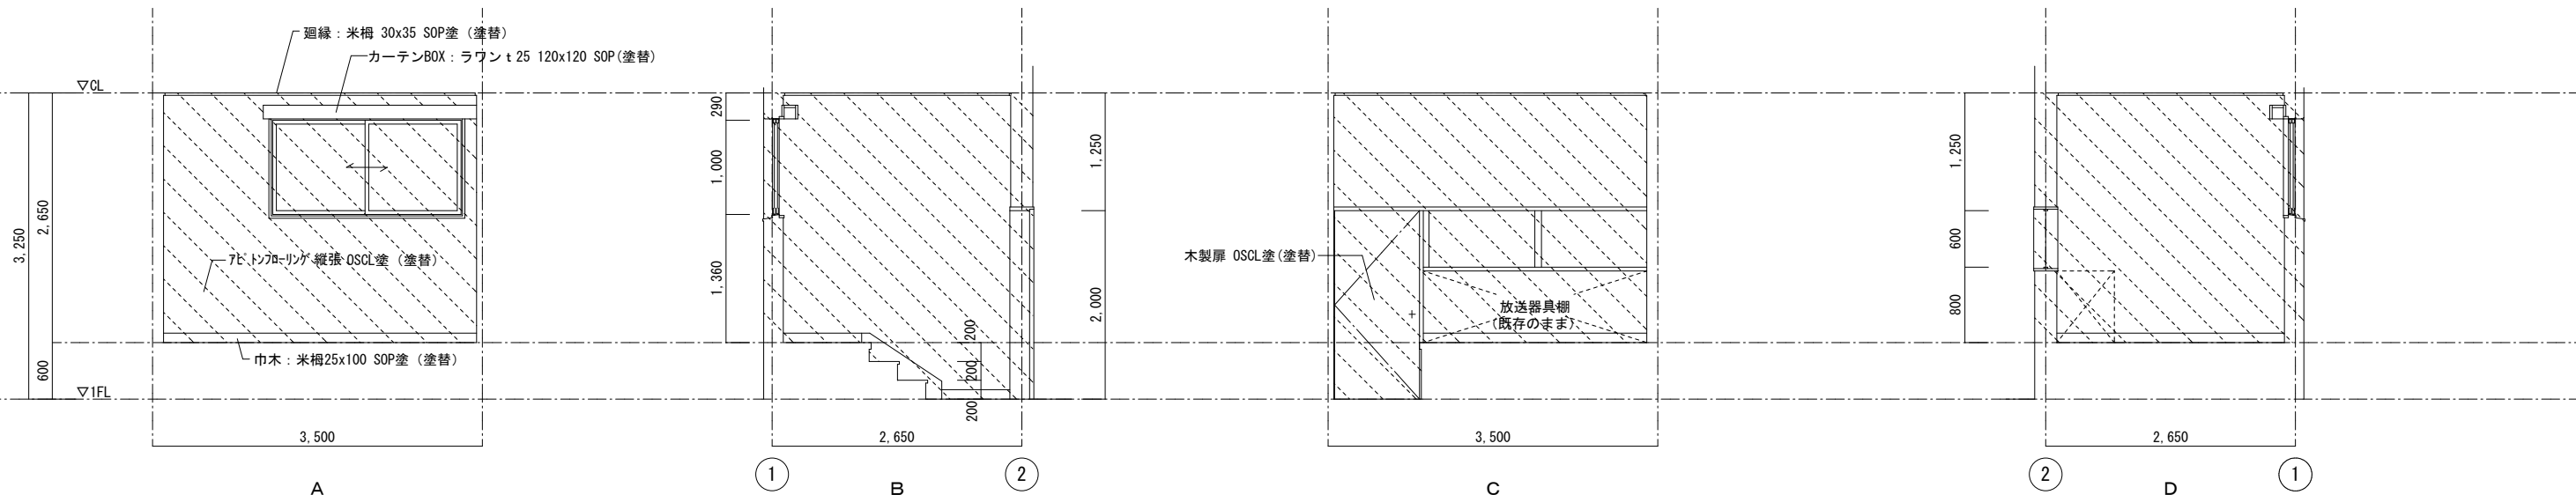 廻縁：米栂 30x35 SOP塗（塗替）
カーテンBOX：ラワンｔ25 120x120 SOP(塗替)
▽CL
3,250
2,650
600
ｱﾋﾟﾄﾝﾌﾛｰﾘﾝｸﾞ縦張 OSCL塗（塗替）
巾木：米栂25x100 SOP塗（塗替）
▽1FL
3,500
A
290
1,000
1,360
1,250
2,000
200
200
200
2,650
1
2
B
木製扉 OSCL塗(塗替)
放送器具棚
(既存のまま)
3,500
C
1,250
600
800
2,650
2
1
D